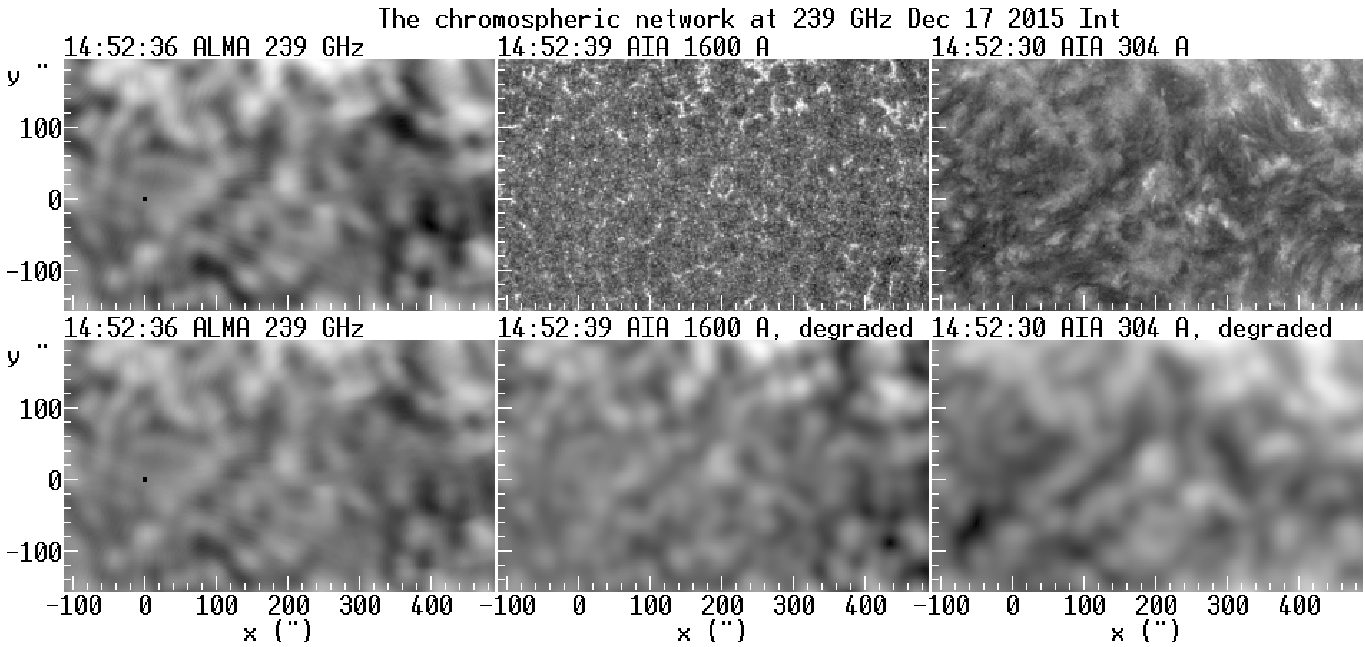 The chromospheric network at 239 GHz Dec 17 2015 Int
14:52:36 ALMA 239 GHz
14:52:39 AIA 1600 A
14:52:30 AIA 304 A
y "
100
0
-100
14:52:36 ALMA 239 GHz
14:52:39 AIA 1600 A, degraded
14:52:30 AIA 304 A, degraded
y "
100
0
-100
-100 0 100 200 300 400
-100 0 100 200 300 400
-100 0 100 200 300 400
x (")
x (")
x (")